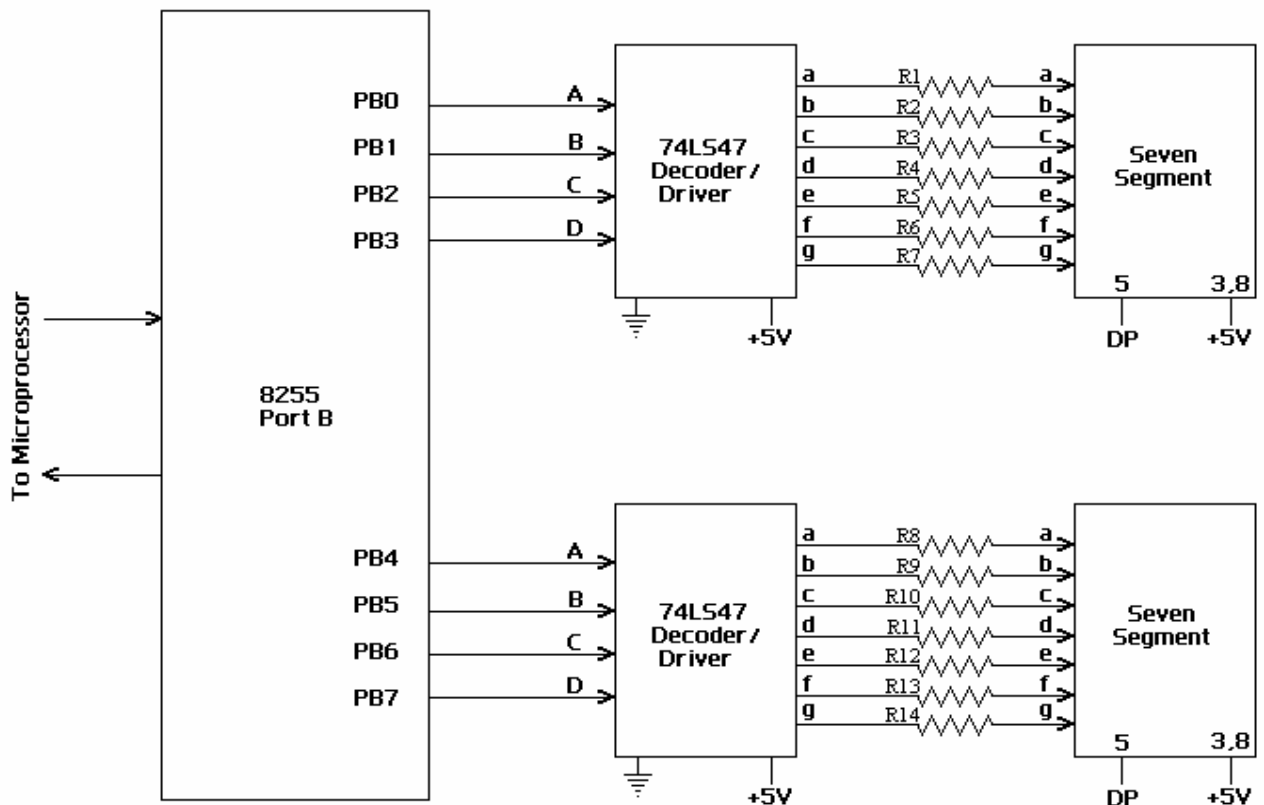 To Microprocessor
8255
Port B
PB0
PB1
PB2
PB3
PB4
PB5
PB6
PB7
A
B
C
D
74LS47
Decoder/
Driver
+5V
a
b
c
d
e
f
g
R1
R2
R3
R4
R5
R6
R7
a
b
c
d
e
f
g
Seven
Segment
5 3,8
DP +5V
A
B
C
D
74LS47
Decoder/
Driver
+5V
a
b
c
d
e
f
g
R8
R9
R10
R11
R12
R13
R14
a
b
c
d
e
f
g
Seven
Segment
5 3,8
DP +5V